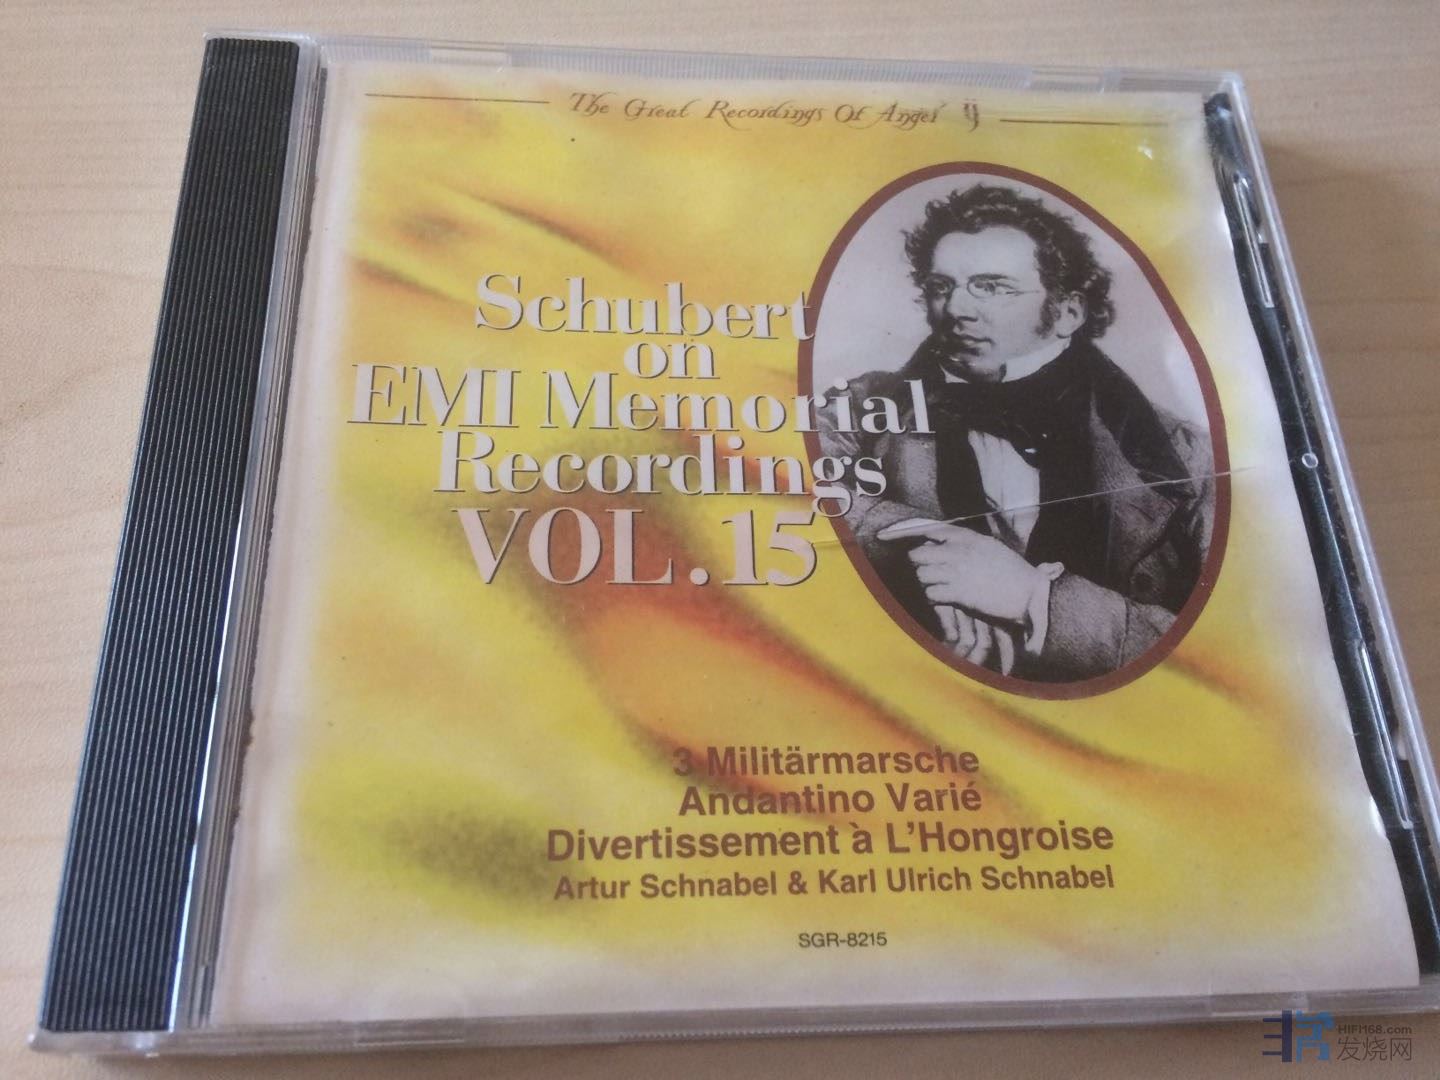 The Great Recordings Of Angel
Schubert
on
EMI Memorial
Recordings
VOL.15
3 Militärmarsche
Andantino Varié
Divertissement à L'Hongroise
Artur Schnabel & Karl Ulrich Schnabel
SGR-8215
HIFI168.com
发烧网